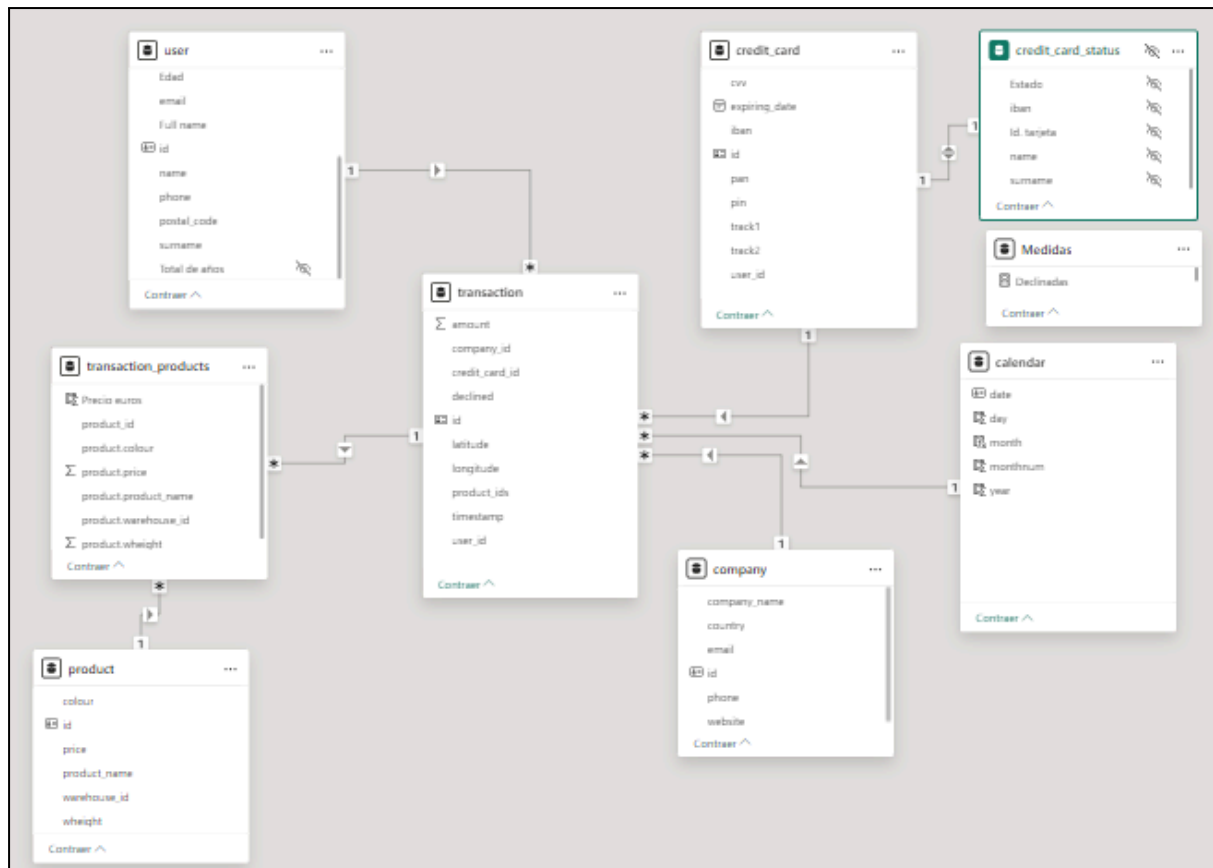 user
Edad
email
Full name
id
name
phone
postal_code
surname
Total de años
Contraer
credit_card
cvv
expiring_date
iban
id
pan
pin
track1
track2
user_id
Contraer
credit_card_status
Estado
iban
Id. tarjeta
name
surname
Contraer
Medidas
Declinadas
Contraer
transaction
amount
company_id
credit_card_id
declined
id
latitude
longitude
product_ids
timestamp
user_id
Contraer
transaction_products
Precio euros
product_id
product.colour
product.price
product.product_name
product.warehouse_id
product.wheight
Contraer
calendar
date
day
month
monthnum
year
Contraer
company
company_name
country
email
id
phone
website
Contraer
product
colour
id
price
product_name
warehouse_id
wheight
Contraer
1
*
1
1
1
*
*
*
1
*
1
1
*
1